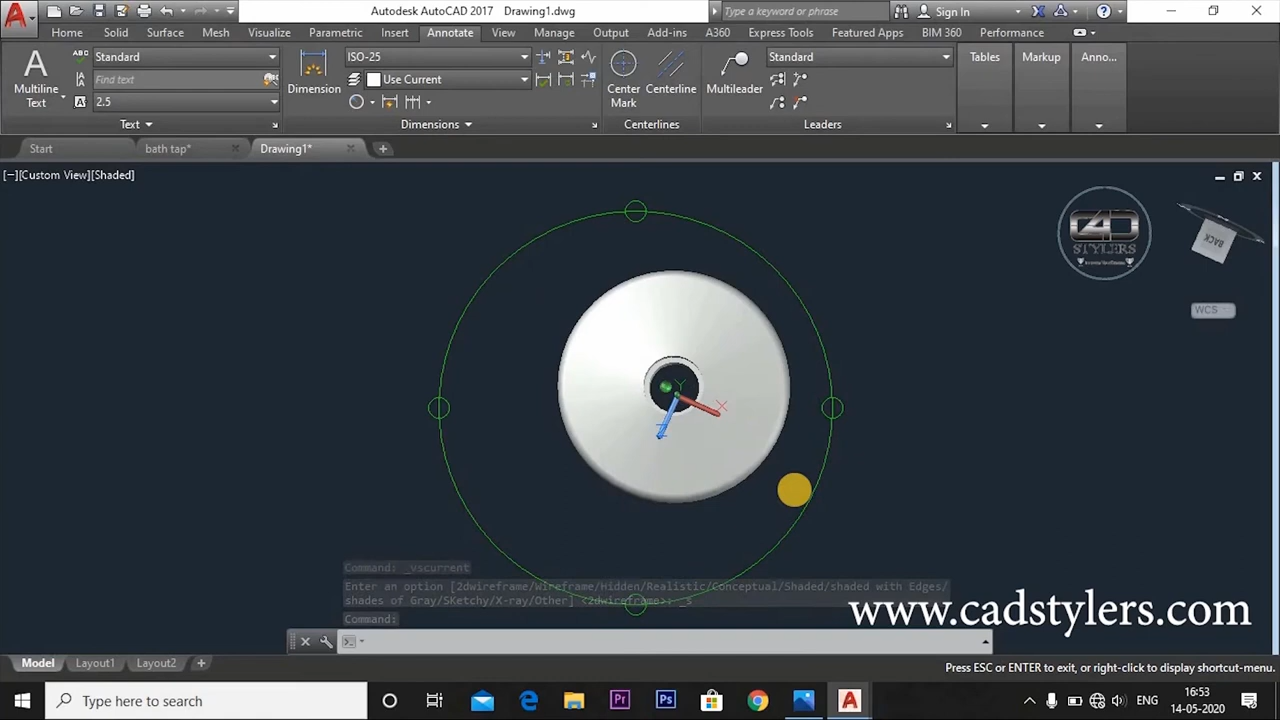 Autodesk AutoCAD 2017 Drawing1.dwg
Type a keyword or phrase
Sign In
Home Solid Surface Mesh Visualize Parametric Insert Annotate View Manage Output Add-ins A360 Express Tools Featured Apps BIM 360 Performance
A
Multiline
Text
Standard
Find text
2.5
Text
Dimension
ISO-25
Use Current
Dimensions
Center
Mark
Centerline
Centerlines
Multileader
Standard
Leaders
Tables
Markup
Anno...
Start
bath tap*
Drawing1*
[−][Custom View][Shaded]
CAD
STYLERS
BACK
WCS
Y
X
Z
Command: _vscurrent
Enter an option [2dwireframe/Wireframe/Hidden/Realistic/Conceptual/Shaded/shaded with Edges/
shades of Gray/SKetchy/X-ray/Other] <2dwireframe>: _s
Command:
www.cadstylers.com
Model Layout1 Layout2
Press ESC or ENTER to exit, or right-click to display shortcut-menu.
Type here to search
Pr
Ps
A
ENG
16:53
14-05-2020